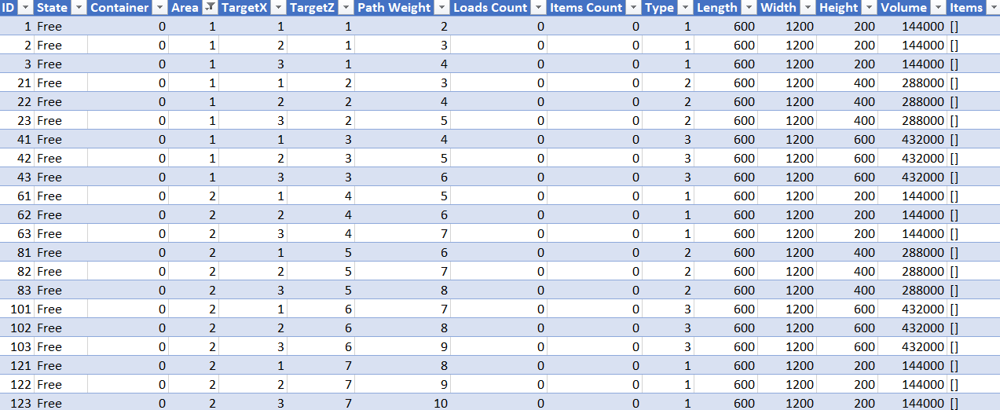 ID State Container Area TargetX TargetZ Path Weight Loads Count Items Count Type Length Width Height Volume Items
1 Free 0 1 1 1 2 0 0 1 600 1200 200 144000 []
2 Free 0 1 2 1 3 0 0 1 600 1200 200 144000 []
3 Free 0 1 3 1 4 0 0 1 600 1200 200 144000 []
21 Free 0 1 1 2 3 0 0 2 600 1200 400 288000 []
22 Free 0 1 2 2 4 0 0 2 600 1200 400 288000 []
23 Free 0 1 3 2 5 0 0 2 600 1200 400 288000 []
41 Free 0 1 1 3 4 0 0 3 600 1200 600 432000 []
42 Free 0 1 2 3 5 0 0 3 600 1200 600 432000 []
43 Free 0 1 3 3 6 0 0 3 600 1200 600 432000 []
61 Free 0 2 1 4 5 0 0 1 600 1200 200 144000 []
62 Free 0 2 2 4 6 0 0 1 600 1200 200 144000 []
63 Free 0 2 3 4 7 0 0 1 600 1200 200 144000 []
81 Free 0 2 1 5 6 0 0 2 600 1200 400 288000 []
82 Free 0 2 2 5 7 0 0 2 600 1200 400 288000 []
83 Free 0 2 3 5 8 0 0 2 600 1200 400 288000 []
101 Free 0 2 1 6 7 0 0 3 600 1200 600 432000 []
102 Free 0 2 2 6 8 0 0 3 600 1200 600 432000 []
103 Free 0 2 3 6 9 0 0 3 600 1200 600 432000 []
121 Free 0 2 1 7 8 0 0 1 600 1200 200 144000 []
122 Free 0 2 2 7 9 0 0 1 600 1200 200 144000 []
123 Free 0 2 3 7 10 0 0 1 600 1200 200 144000 []